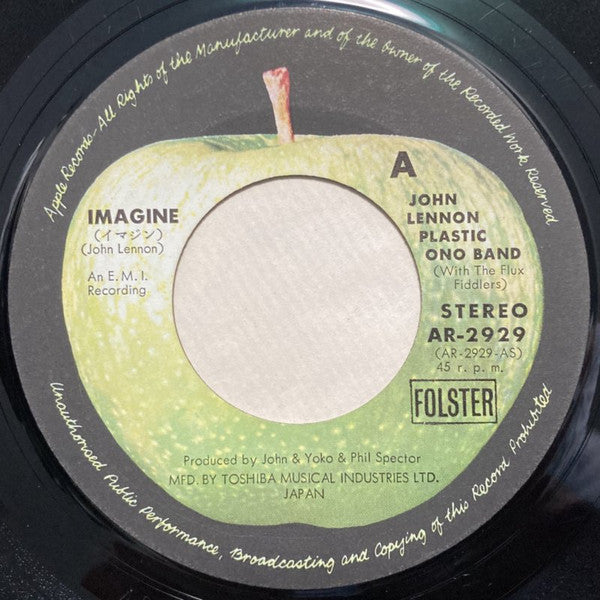 Apple Records-All Rights of the Manufacturer and of the Owner of the Recorded Work Reserved
A
IMAGINE
(イマジン)
(John Lennon)
An E.M.I.
Recording
JOHN
LENNON
PLASTIC
ONO BAND
(With The Flux
Fiddlers)
STEREO
AR-2929
(AR-2929-AS)
45 r. p. m.
FOLSTER
Produced by John & Yoko & Phil Spector
MFD. BY TOSHIBA MUSICAL INDUSTRIES LTD.
JAPAN
Unauthorised Public Performance, Broadcasting and Copying of this Record Prohibited